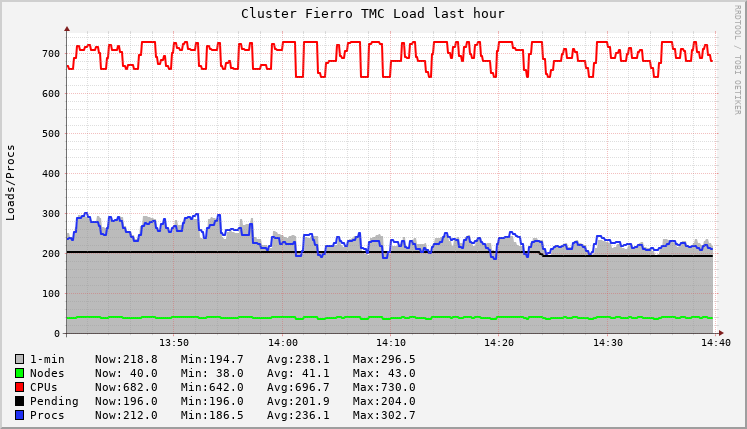 Cluster Fierro TMC Load last hour
RRDTOOL / TOBI OETIKER
Loads/Procs
700
600
500
400
300
200
100
0
13:50 14:00 14:10 14:20 14:30 14:40
1-min Now:218.8 Min:194.7 Avg:238.1 Max:296.5
Nodes Now: 40.0 Min: 38.0 Avg: 41.1 Max: 43.0
CPUs Now:682.0 Min:642.0 Avg:696.7 Max:730.0
Pending Now:196.0 Min:196.0 Avg:201.9 Max:204.0
Procs Now:212.0 Min:186.5 Avg:236.1 Max:302.7